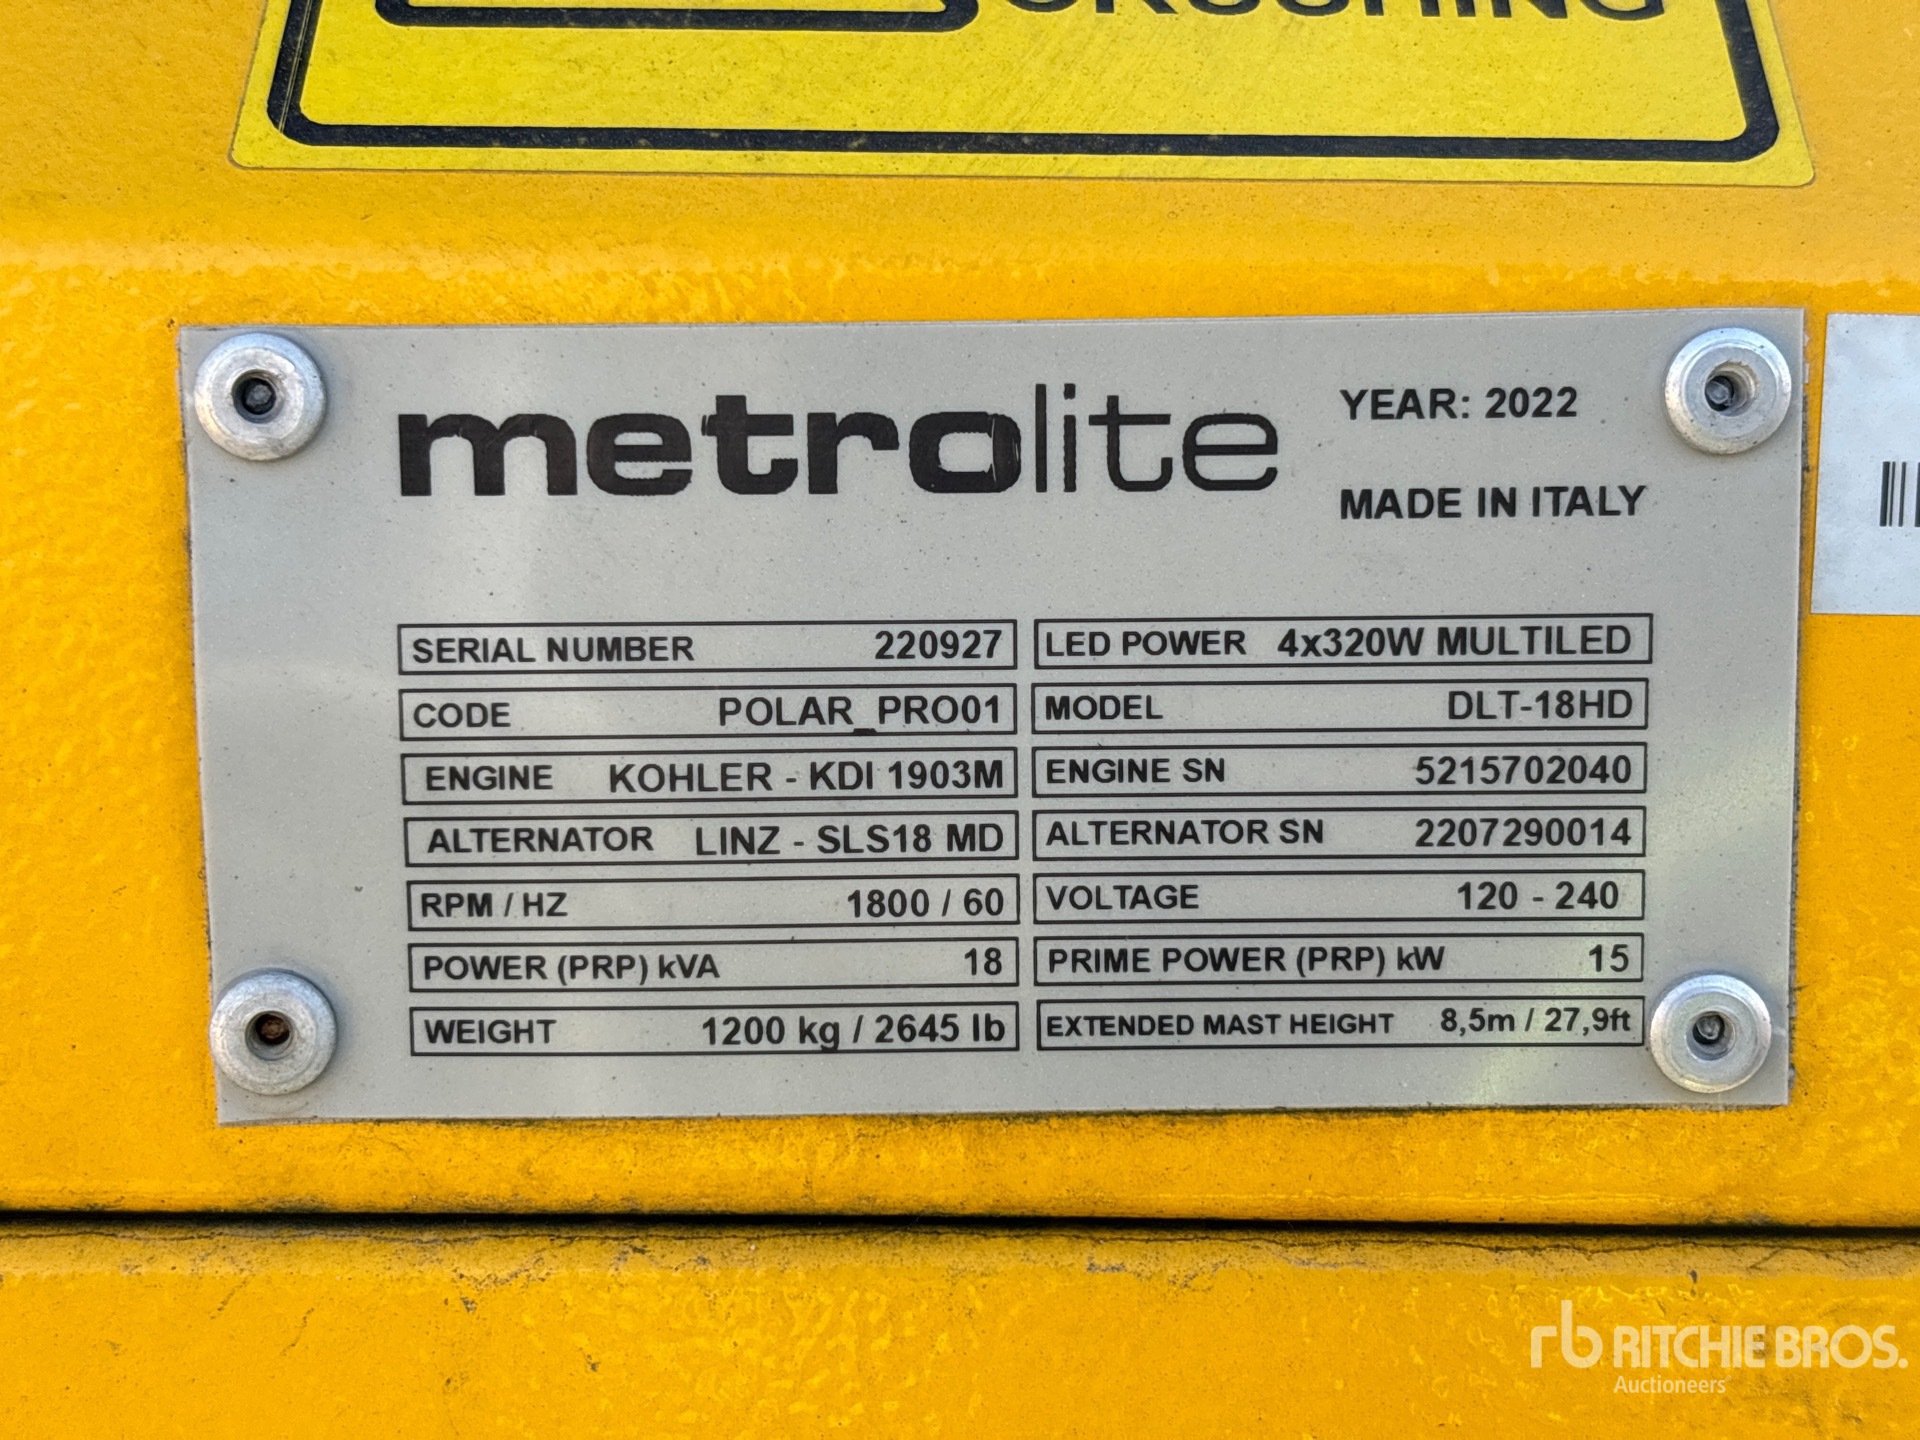 CRUSHING
metrolite
YEAR: 2022
MADE IN ITALY
SERIAL NUMBER 220927
LED POWER 4x320W MULTILED
CODE POLAR_PRO01
MODEL DLT-18HD
ENGINE KOHLER - KDI 1903M
ENGINE SN 5215702040
ALTERNATOR LINZ - SLS18 MD
ALTERNATOR SN 2207290014
RPM / HZ 1800 / 60
VOLTAGE 120 - 240
POWER (PRP) kVA 18
PRIME POWER (PRP) kW 15
WEIGHT 1200 kg / 2645 lb
EXTENDED MAST HEIGHT 8,5m / 27,9ft
rb RITCHIE BROS.
Auctioneers